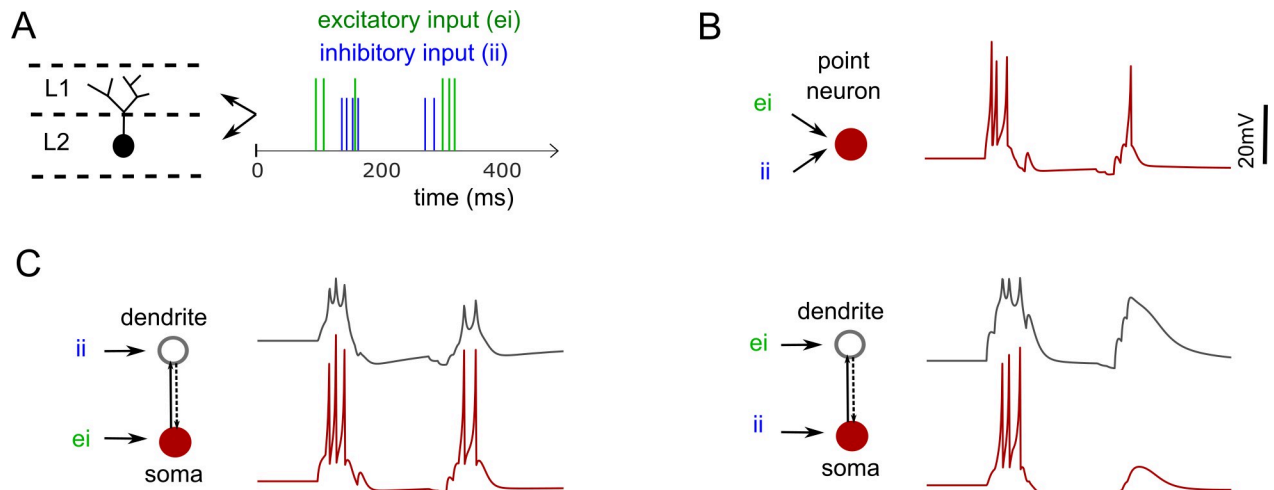 A
excitatory input (ei)
inhibitory input (ii)
L1
L2
0
200
400
time (ms)
B
point
neuron
ei
ii
20mV
C
dendrite
ii
ei
soma
dendrite
ei
ii
soma